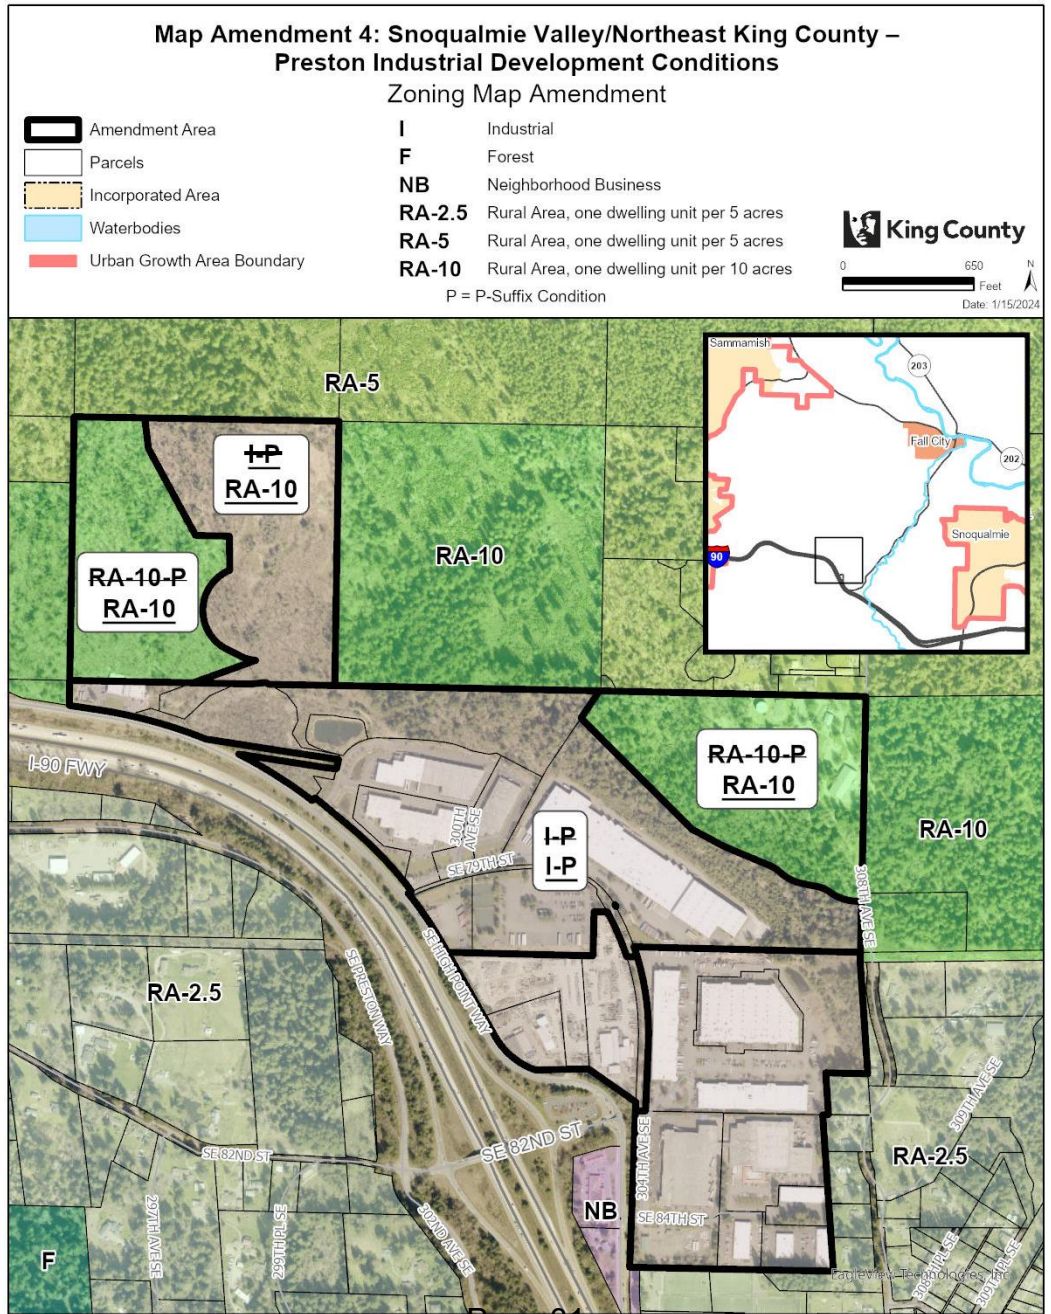 Map Amendment 4: Snoqualmie Valley/Northeast King County –
Preston Industrial Development Conditions
Zoning Map Amendment
Amendment Area
Parcels
Incorporated Area
Waterbodies
Urban Growth Area Boundary
I Industrial
F Forest
NB Neighborhood Business
RA-2.5 Rural Area, one dwelling unit per 5 acres
RA-5 Rural Area, one dwelling unit per 5 acres
RA-10 Rural Area, one dwelling unit per 10 acres
P = P-Suffix Condition
King County
0 650
Feet
N
Date: 1/15/2024
Sammamish
203
Fall City
202
Snoqualmie
90
RA-5
I-P
RA-10
RA-10
RA-10-P
RA-10
RA-10-P
RA-10
RA-10
I-90 FWY
300TH
AVE SE
SE 79TH ST
I-P
I-P
308TH AVE SE
SE HIGH POINT WAY
SE PRESTON WAY
RA-2.5
SE 82ND ST
SE 82ND ST
304TH AVE SE
309TH AVE SE
RA-2.5
297TH AVE SE
299TH PL SE
302ND AVE SE
NB
SE 84TH ST
F
EagleView Technologies, Inc.
308TH PL SE
309TH PL SE